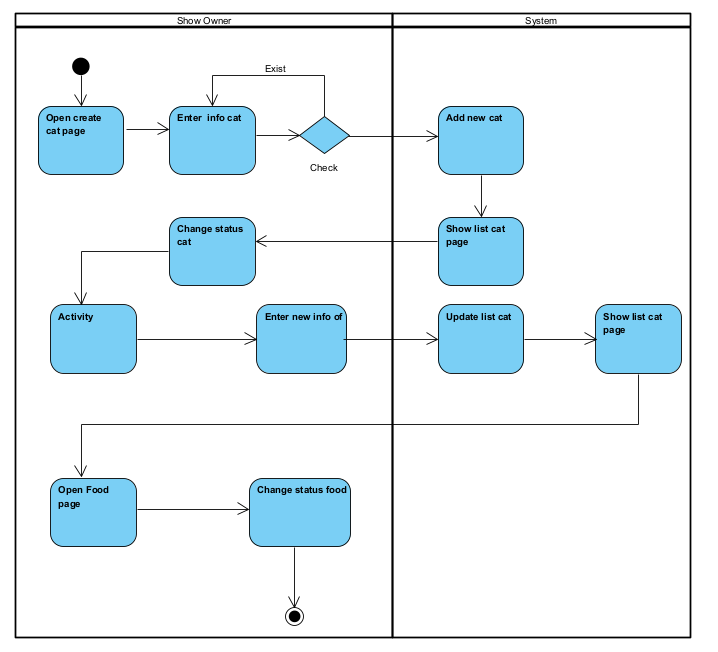 Show Owner
System
Exist
Open create
cat page
Enter  info cat
Add new cat
Check
Change status
cat
Show list cat
page
Activity
Enter new info of
Update list cat
Show list cat
page
Open Food
page
Change status food